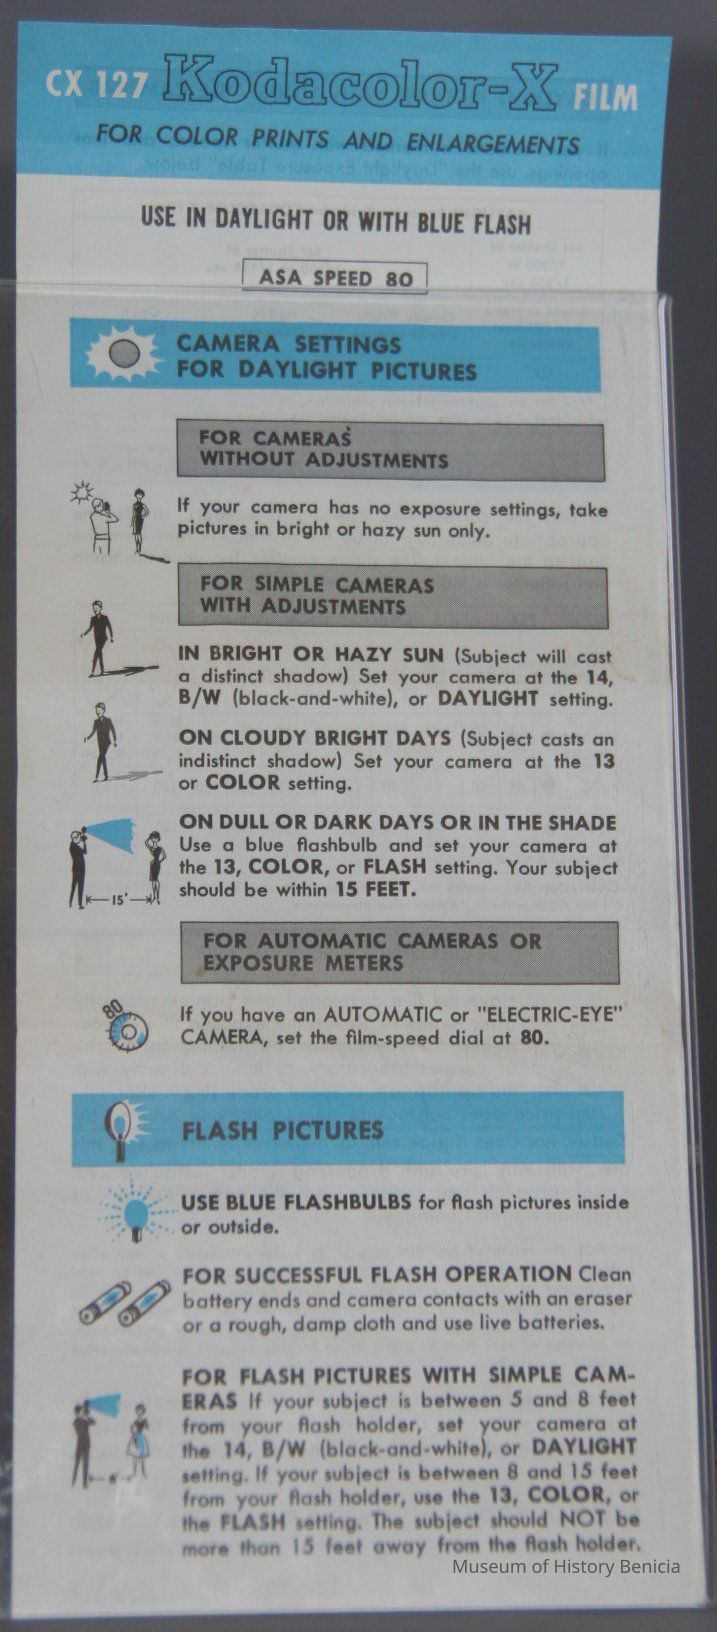 CX 127 Kodacolor-X FILM
FOR COLOR PRINTS AND ENLARGEMENTS
USE IN DAYLIGHT OR WITH BLUE FLASH
ASA SPEED 80
CAMERA SETTINGS
FOR DAYLIGHT PICTURES
FOR CAMERAS
WITHOUT ADJUSTMENTS
If your camera has no exposure settings, take
pictures in bright or hazy sun only.
FOR SIMPLE CAMERAS
WITH ADJUSTMENTS
IN BRIGHT OR HAZY SUN (Subject will cast
a distinct shadow) Set your camera at the 14,
B/W (black-and-white), or DAYLIGHT setting.
ON CLOUDY BRIGHT DAYS (Subject casts an
indistinct shadow) Set your camera at the 13
or COLOR setting.
ON DULL OR DARK DAYS OR IN THE SHADE
Use a blue flashbulb and set your camera at
the 13, COLOR, or FLASH setting. Your subject
should be within 15 FEET.
15'
FOR AUTOMATIC CAMERAS OR
EXPOSURE METERS
80
If you have an AUTOMATIC or "ELECTRIC-EYE"
CAMERA, set the film-speed dial at 80.
FLASH PICTURES
USE BLUE FLASHBULBS for flash pictures inside
or outside.
FOR SUCCESSFUL FLASH OPERATION Clean
battery ends and camera contacts with an eraser
or a rough, damp cloth and use live batteries.
FOR FLASH PICTURES WITH SIMPLE CAM-
ERAS If your subject is between 5 and 8 feet
from your flash holder, set your camera at
the 14, B/W (black-and-white), or DAYLIGHT
setting. If your subject is between 8 and 15 feet
from your flash holder, use the 13, COLOR, or
the FLASH setting. The subject should NOT be
more than 15 feet away from the flash holder.
8'
Museum of History Benicia